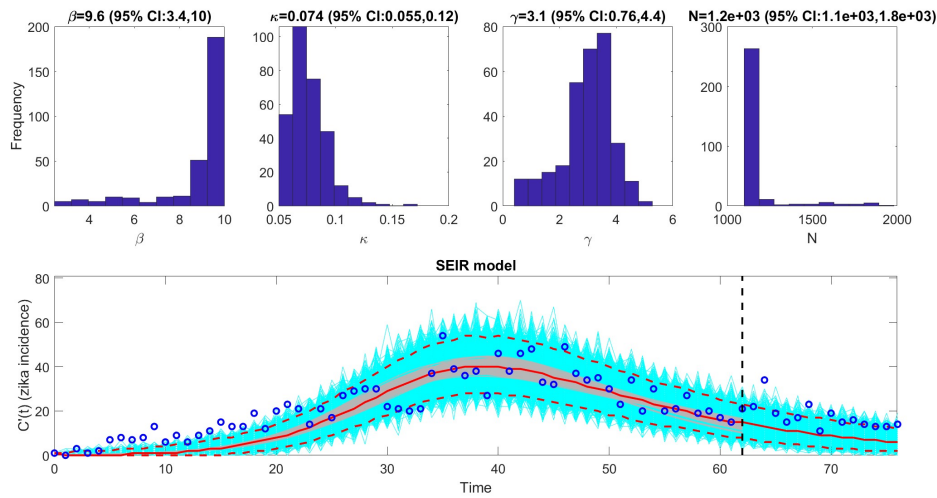 β=9.6 (95% CI:3.4,10)
κ=0.074 (95% CI:0.055,0.12)
γ=3.1 (95% CI:0.76,4.4)
N=1.2e+03 (95% CI:1.1e+03,1.8e+03)
Frequency
200
150
100
50
0
4 6 8 10
β
100
80
60
40
20
0
0.05 0.1 0.15 0.2
κ
80
60
40
20
0
0 2 4 6
γ
300
200
100
0
1000 1500 2000
N
SEIR model
C'(t) (zika incidence)
80
60
40
20
0
0 10 20 30 40 50 60 70
Time